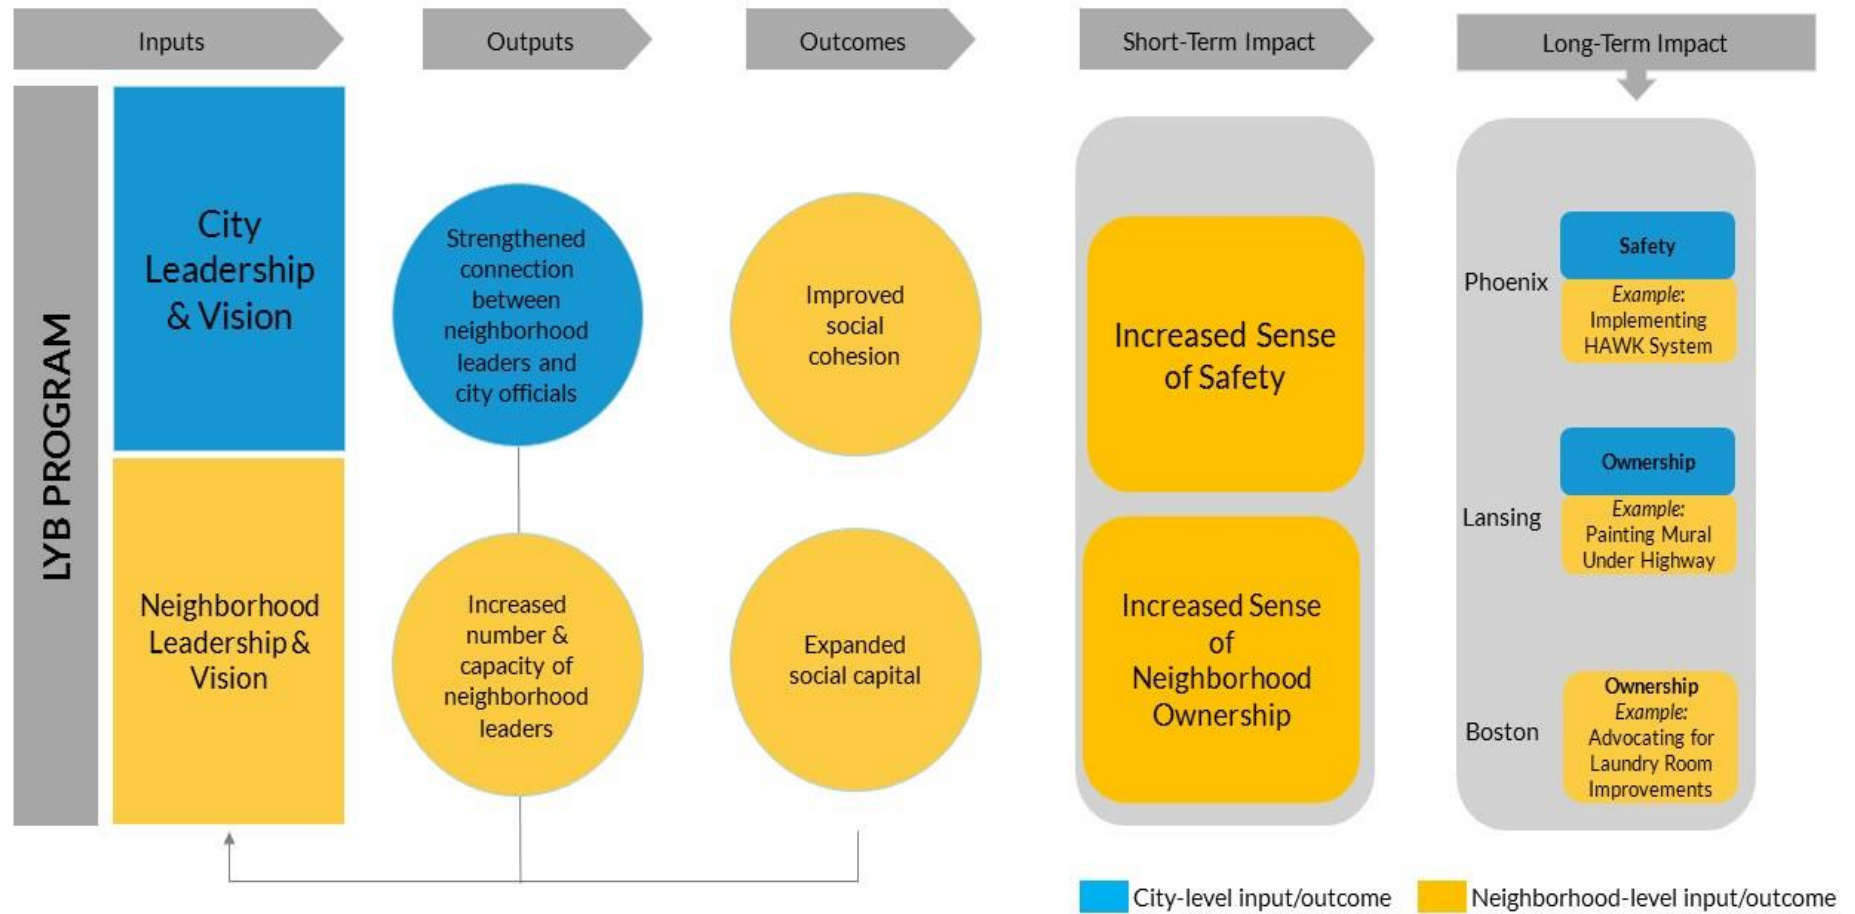 Inputs
Outputs
Outcomes
Short-Term Impact
Long-Term Impact
LYB PROGRAM
City
Leadership
& Vision
Neighborhood
Leadership &
Vision
Strengthened
connection
between
neighborhood
leaders and
city officials
Increased
number &
capacity of
neighborhood
leaders
Improved
social
cohesion
Expanded
social capital
Increased Sense
of Safety
Increased Sense
of
Neighborhood
Ownership
Phoenix
Safety
Example:
Implementing
HAWK System
Lansing
Ownership
Example:
Painting Mural
Under Highway
Boston
Ownership
Example:
Advocating for
Laundry Room
Improvements
City-level input/outcome
Neighborhood-level input/outcome